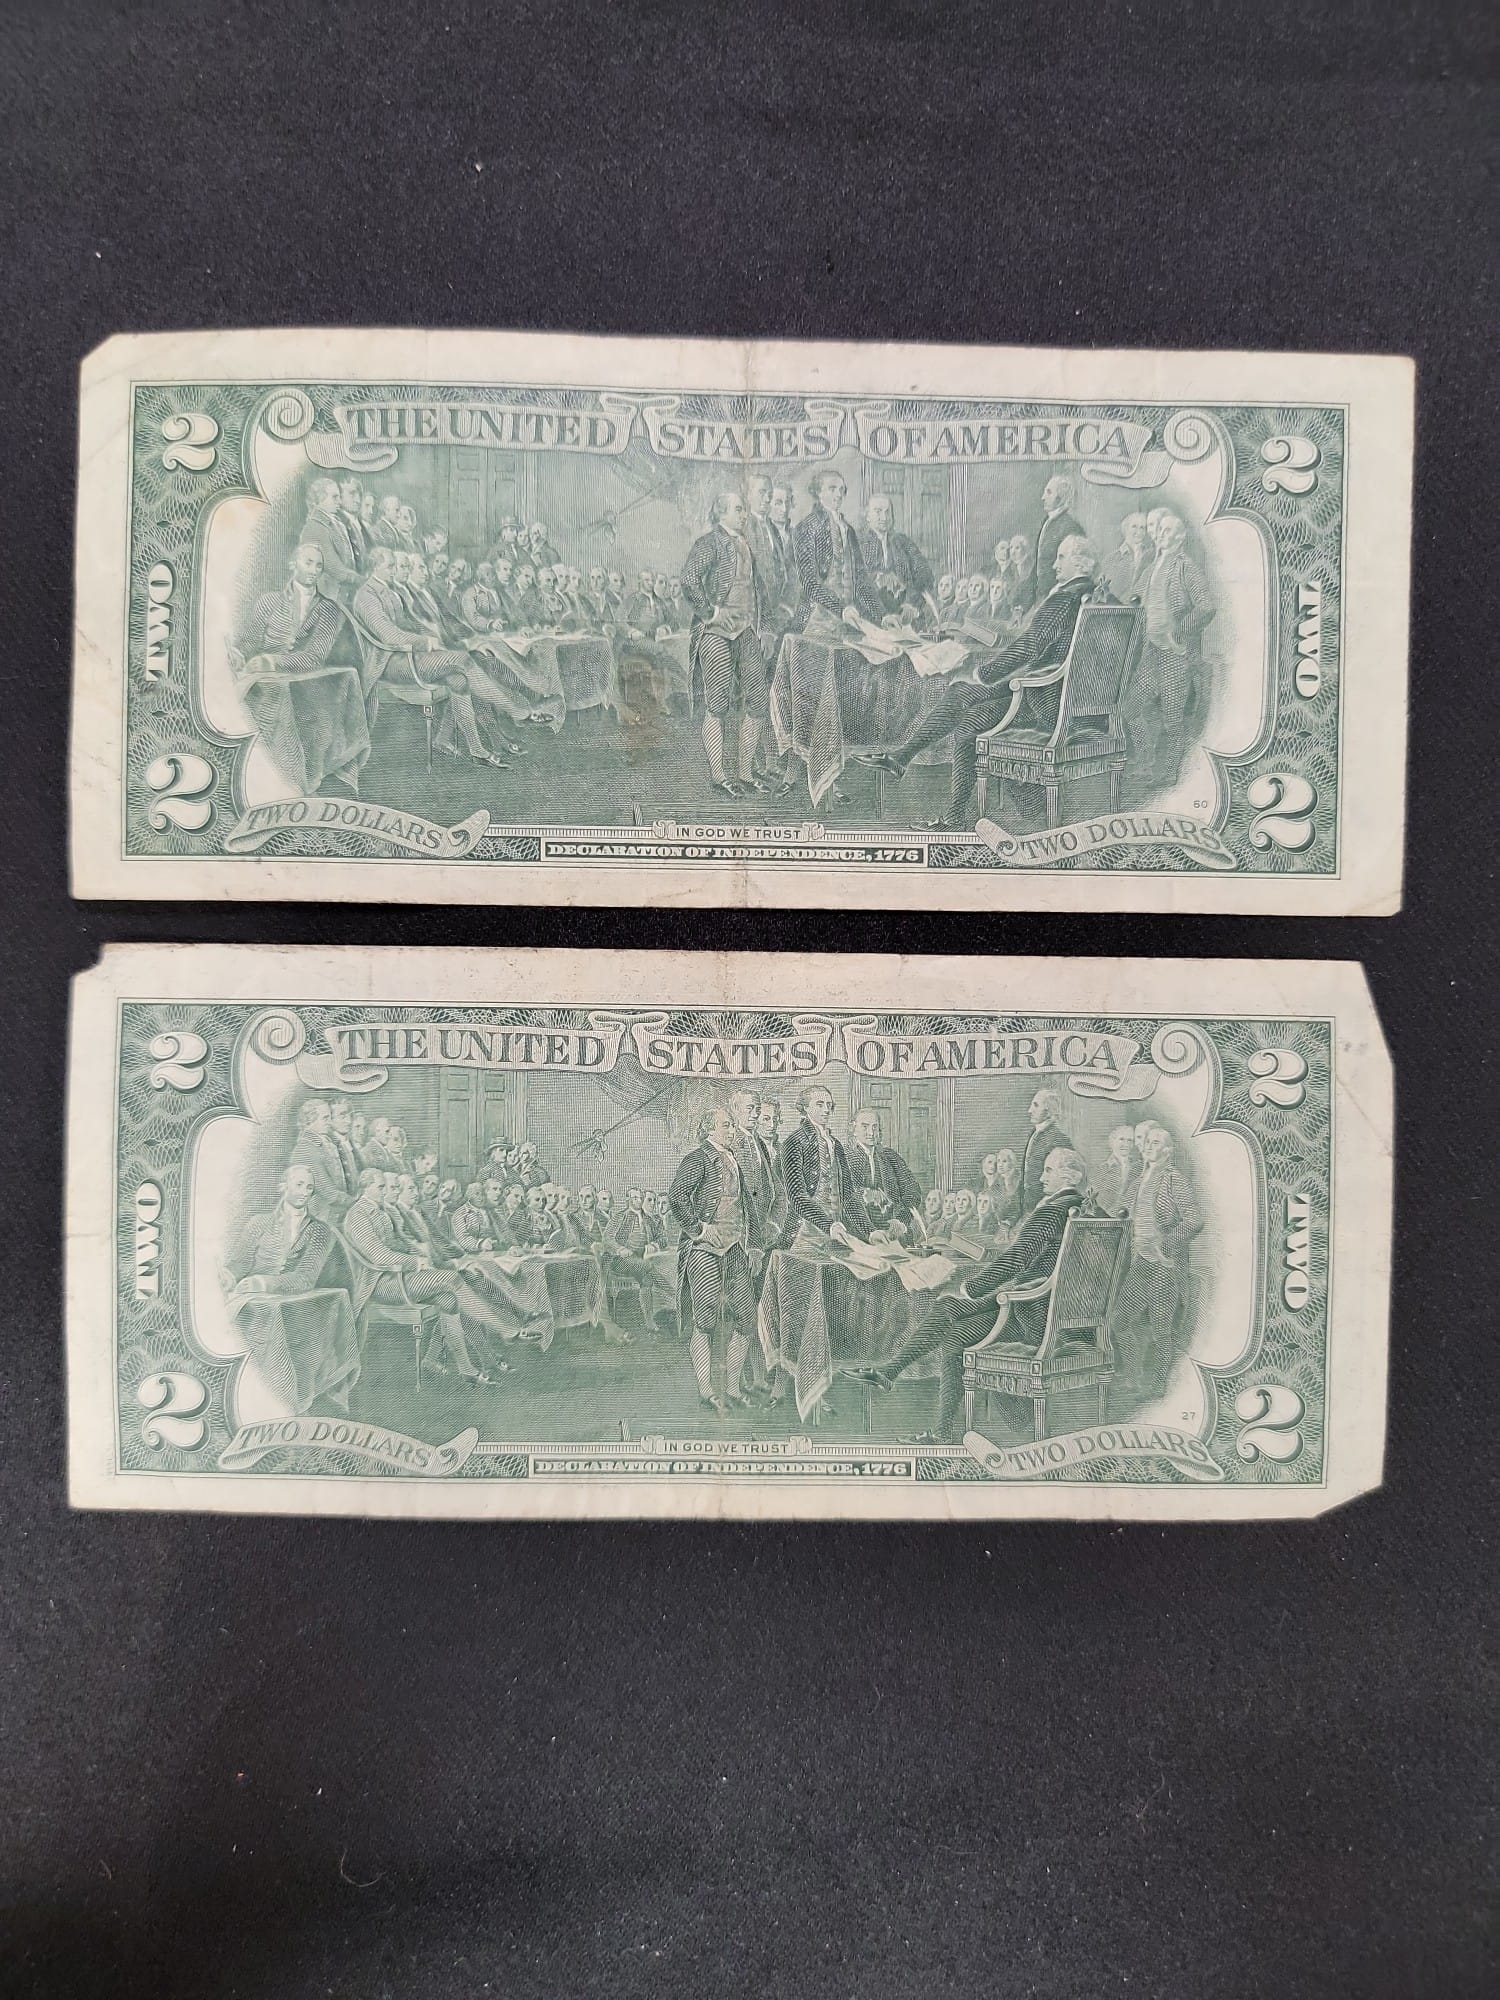 THE UNITED STATES OF AMERICA
2 2
TWO TWO
60
2 2
TWO DOLLARS IN GOD WE TRUST TWO DOLLARS
DECLARATION OF INDEPENDENCE, 1776
THE UNITED STATES OF AMERICA
2 2
TWO TWO
27
2 2
TWO DOLLARS IN GOD WE TRUST TWO DOLLARS
DECLARATION OF INDEPENDENCE, 1776